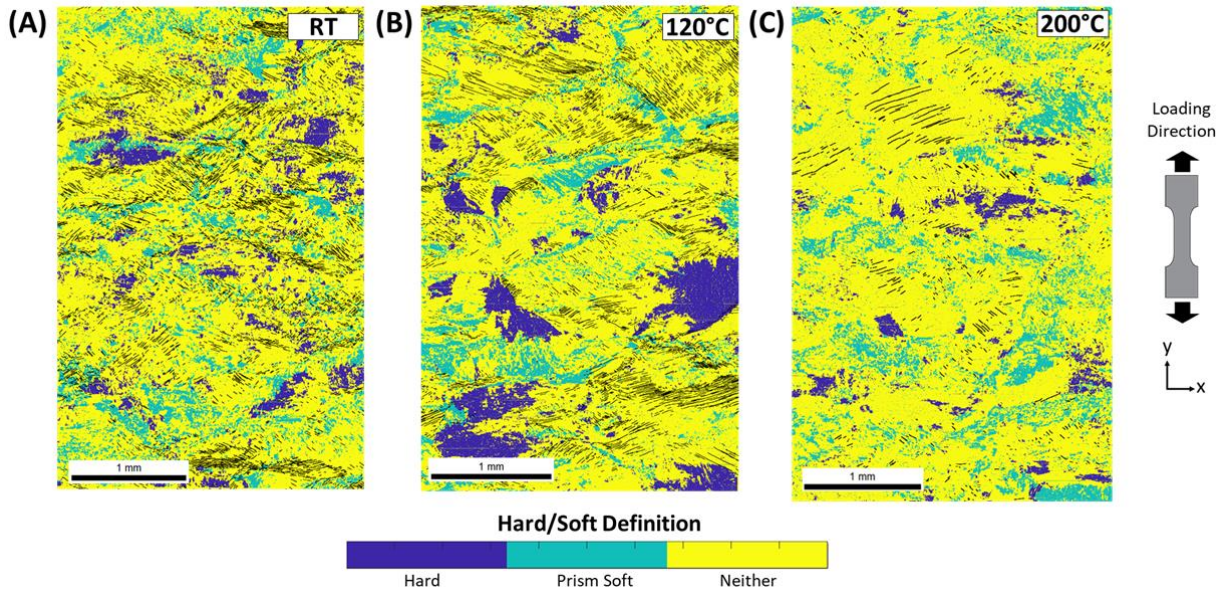 (A)
RT
(B)
120°C
(C)
200°C
Loading
Direction
y
x
1 mm
1 mm
1 mm
Hard/Soft Definition
Hard
Prism Soft
Neither